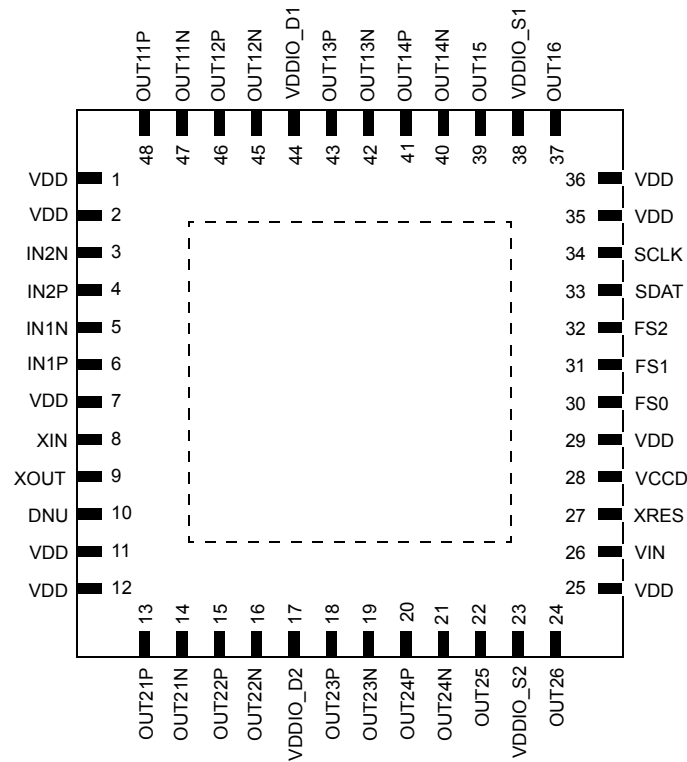 OUT11P OUT11N OUT12P OUT12N VDDIO_D1 OUT13P OUT13N OUT14P OUT14N OUT15 VDDIO_S1 OUT16
48 47 46 45 44 43 42 41 40 39 38 37
VDD 1 36 VDD
VDD 2 35 VDD
IN2N 3 34 SCLK
IN2P 4 33 SDAT
IN1N 5 32 FS2
IN1P 6 31 FS1
VDD 7 30 FS0
XIN 8 29 VDD
XOUT 9 28 VCCD
DNU 10 27 XRES
VDD 11 26 VIN
VDD 12 25 VDD
13 14 15 16 17 18 19 20 21 22 23 24
OUT21P OUT21N OUT22P OUT22N VDDIO_D2 OUT23P OUT23N OUT24P OUT24N OUT25 VDDIO_S2 OUT26